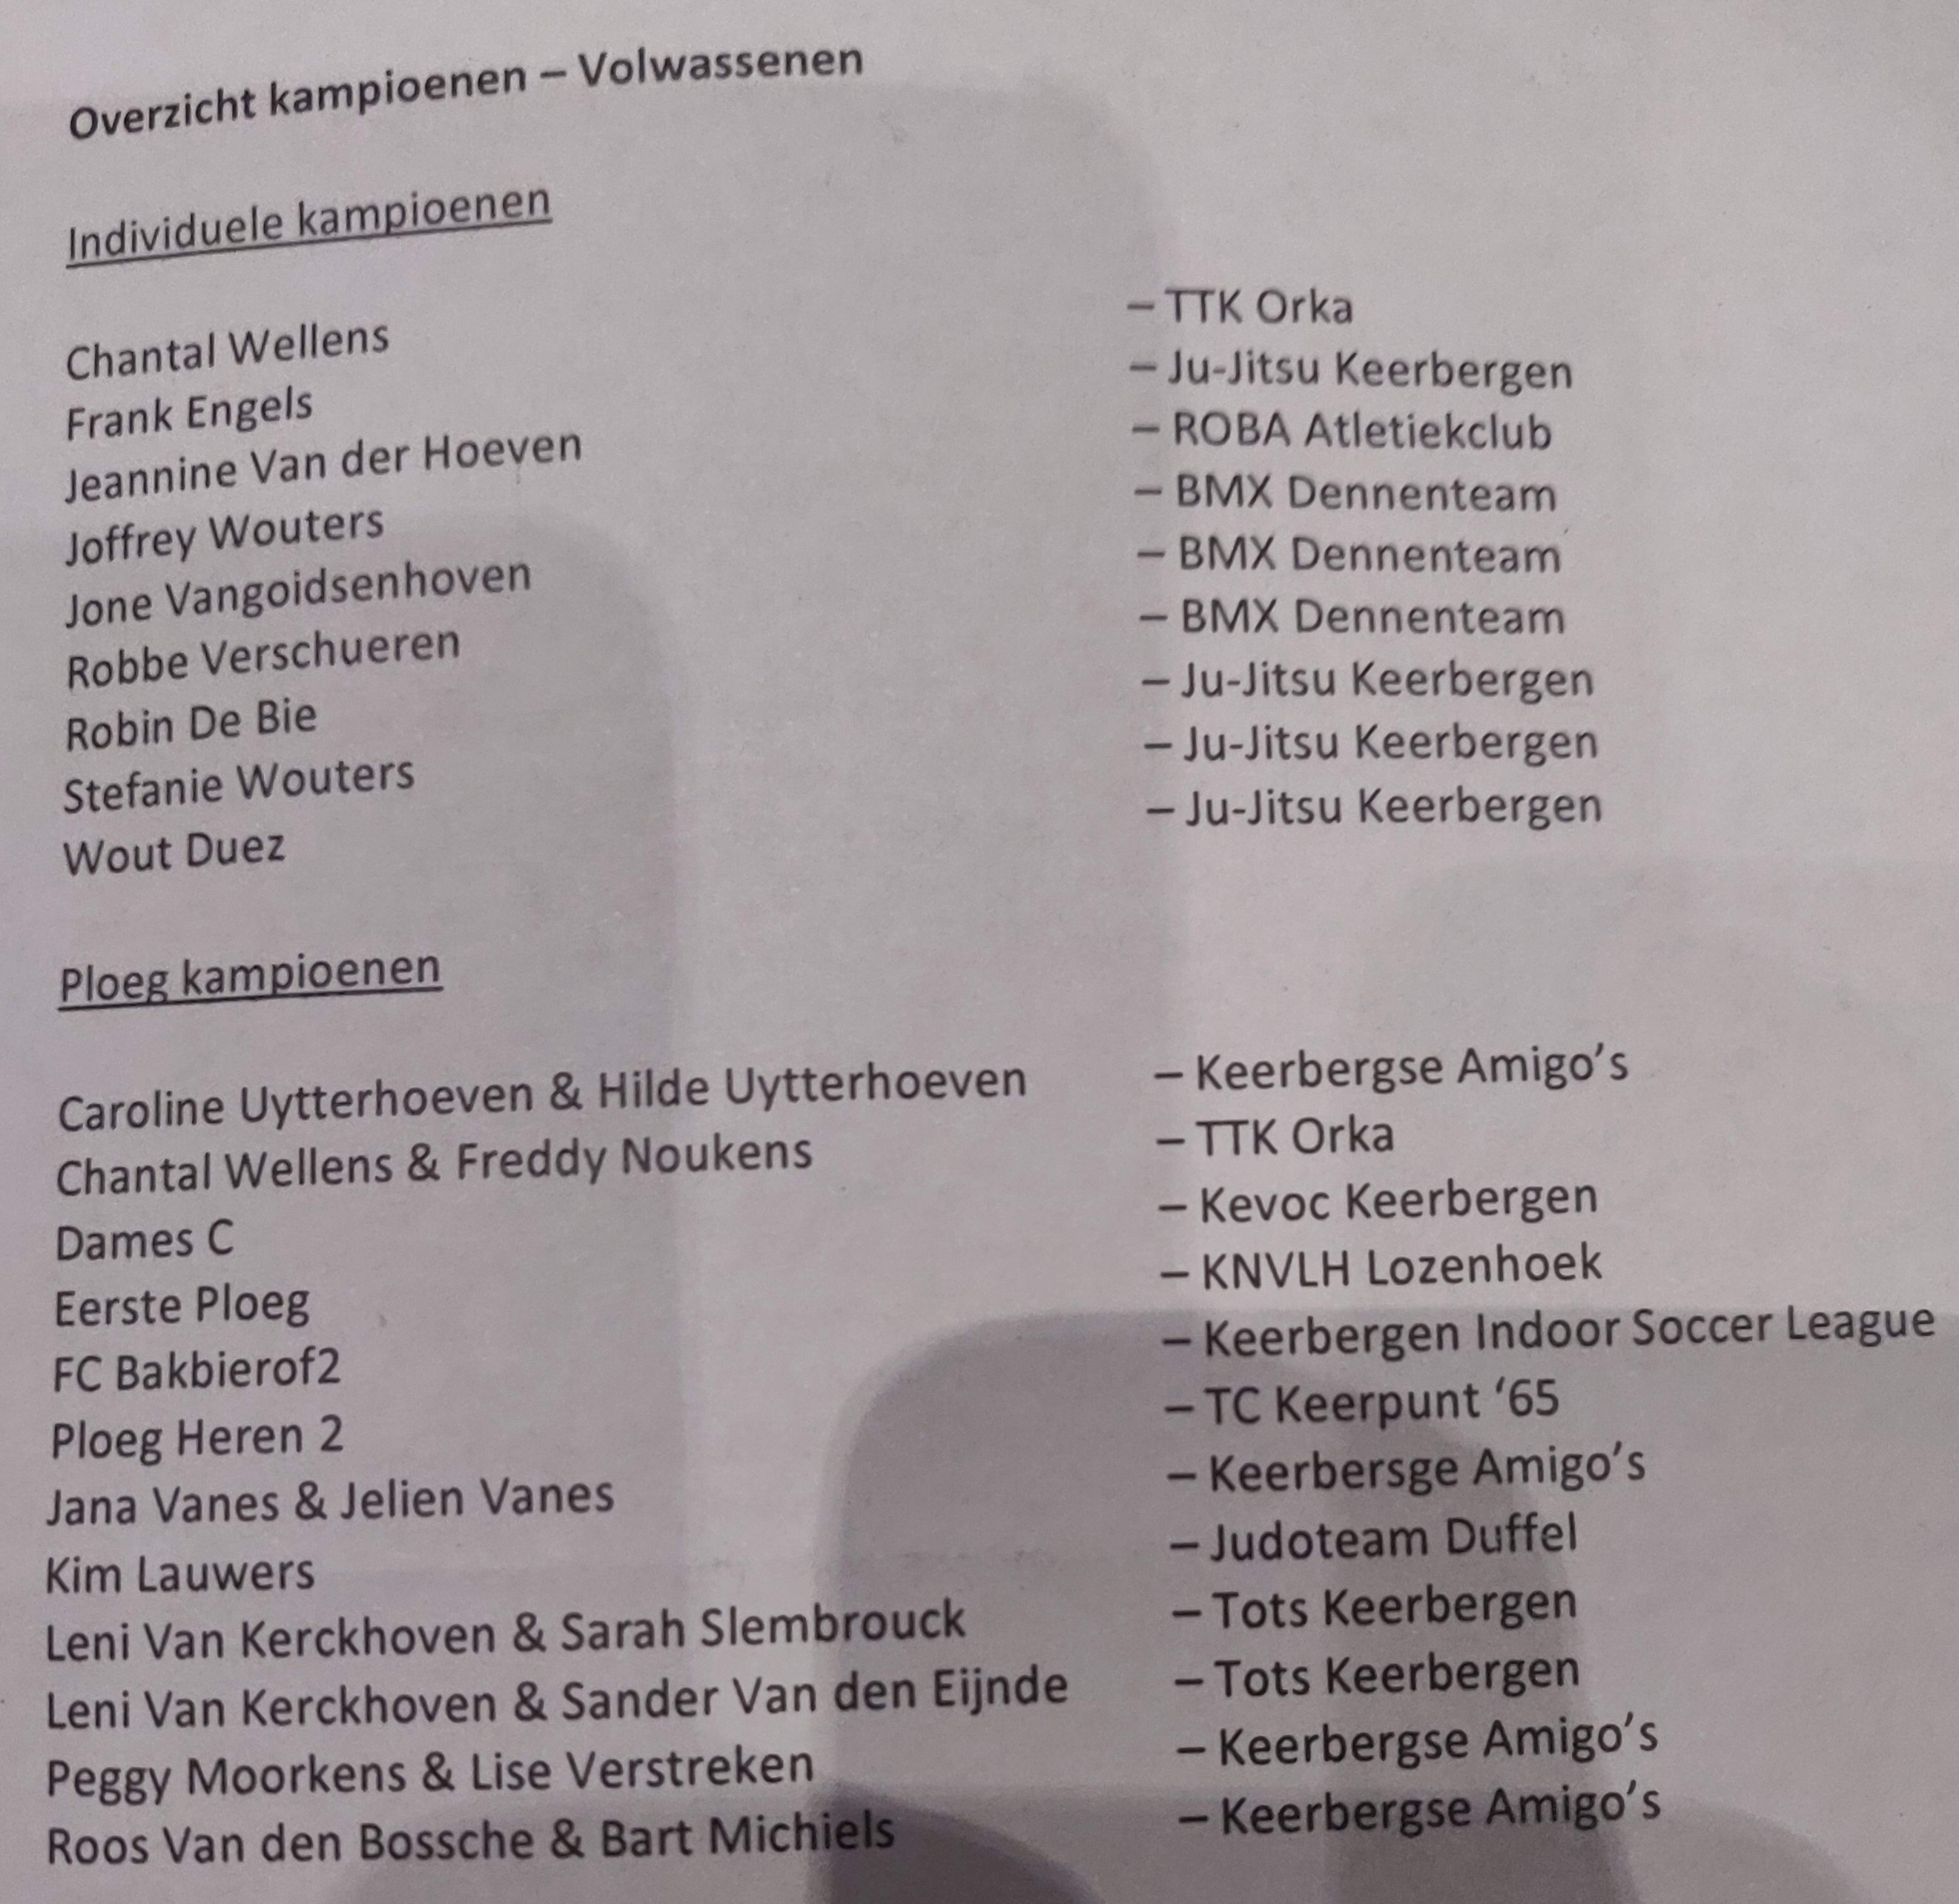 Overzicht kampioenen – Volwassenen
Individuele kampioenen
Chantal Wellens – TTK Orka
Frank Engels – Ju-Jitsu Keerbergen
Jeannine Van der Hoeven – ROBA Atletiekclub
Joffrey Wouters – BMX Dennenteam
Jone Vangoidsenhoven – BMX Dennenteam
Robbe Verschueren – BMX Dennenteam
Robin De Bie – Ju-Jitsu Keerbergen
Stefanie Wouters – Ju-Jitsu Keerbergen
Wout Duez – Ju-Jitsu Keerbergen
Ploeg kampioenen
Caroline Uytterhoeven & Hilde Uytterhoeven – Keerbergse Amigo’s
Chantal Wellens & Freddy Noukens – TTK Orka
Dames C – Kevoc Keerbergen
Eerste Ploeg – KNVLH Lozenhoek
FC Bakbierof2 – Keerbergen Indoor Soccer League
Ploeg Heren 2 – TC Keerpunt ‘65
Jana Vanes & Jelien Vanes – Keerbersge Amigo’s
Kim Lauwers – Judoteam Duffel
Leni Van Kerckhoven & Sarah Slembrouck – Tots Keerbergen
Leni Van Kerckhoven & Sander Van den Eijnde – Tots Keerbergen
Peggy Moorkens & Lise Verstreken – Keerbergse Amigo’s
Roos Van den Bossche & Bart Michiels – Keerbergse Amigo’s